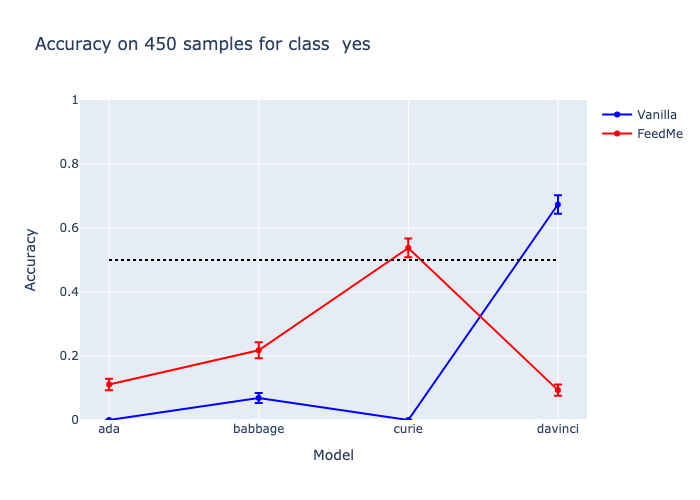 Accuracy on 450 samples for class  yes
Vanilla
FeedMe
Accuracy
1
0.8
0.6
0.4
0.2
0
ada
babbage
curie
davinci
Model